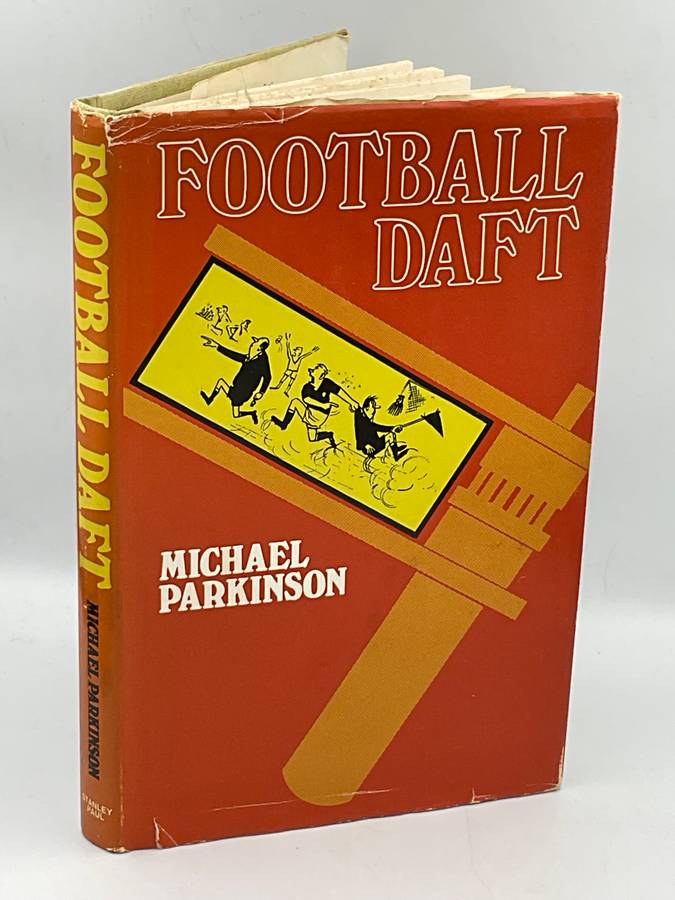 FOOTBALL
DAFT
MICHAEL
PARKINSON
FOOTBALL DAFT
MICHAEL PARKINSON
STANLEY
PAUL